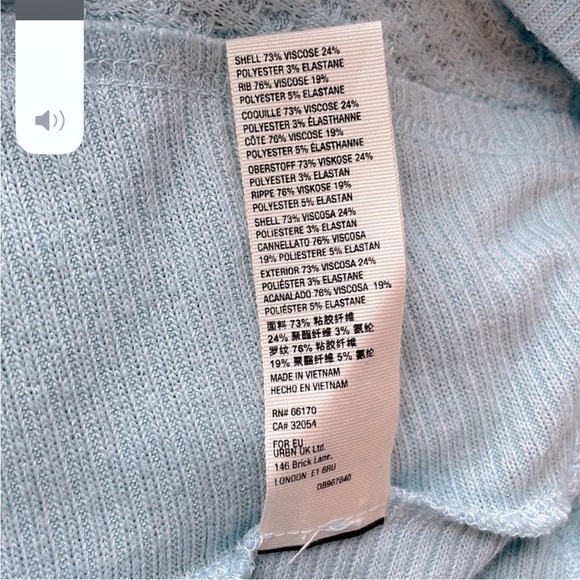 SHELL 73% VISCOSE 24%
POLYESTER 3% ELASTANE
RIB 76% VISCOSE 19%
POLYESTER 5% ELASTANE
COQUILLE 73% VISCOSE 24%
POLYESTER 3% ÉLASTHANNE
CÔTE 76% VISCOSE 19%
POLYESTER 5% ÉLASTHANNE
OBERSTOFF 73% VISKOSE 24%
POLYESTER 3% ELASTAN
RIPPE 76% VISKOSE 19%
POLYESTER 5% ELASTAN
SHELL 73% VISCOSA 24%
POLIESTERE 3% ELASTAN
CANNELLATO 76% VISCOSA
19% POLIESTERE 5% ELASTAN
EXTERIOR 73% VISCOSA 24%
POLIÉSTER 3% ELASTANE
ACANALADO 76% VISCOSA 19%
POLIÉSTER 5% ELASTANE
面料 73% 粘胶纤维
24% 聚酯纤维 3% 氨纶
罗纹 76% 粘胶纤维
19% 聚酯纤维 5% 氨纶
MADE IN VIETNAM
HECHO EN VIETNAM
RN# 66170
CA# 32054
FOR EU
URBN UK Ltd.
146 Brick Lane,
LONDON E1 6RU
OB967840